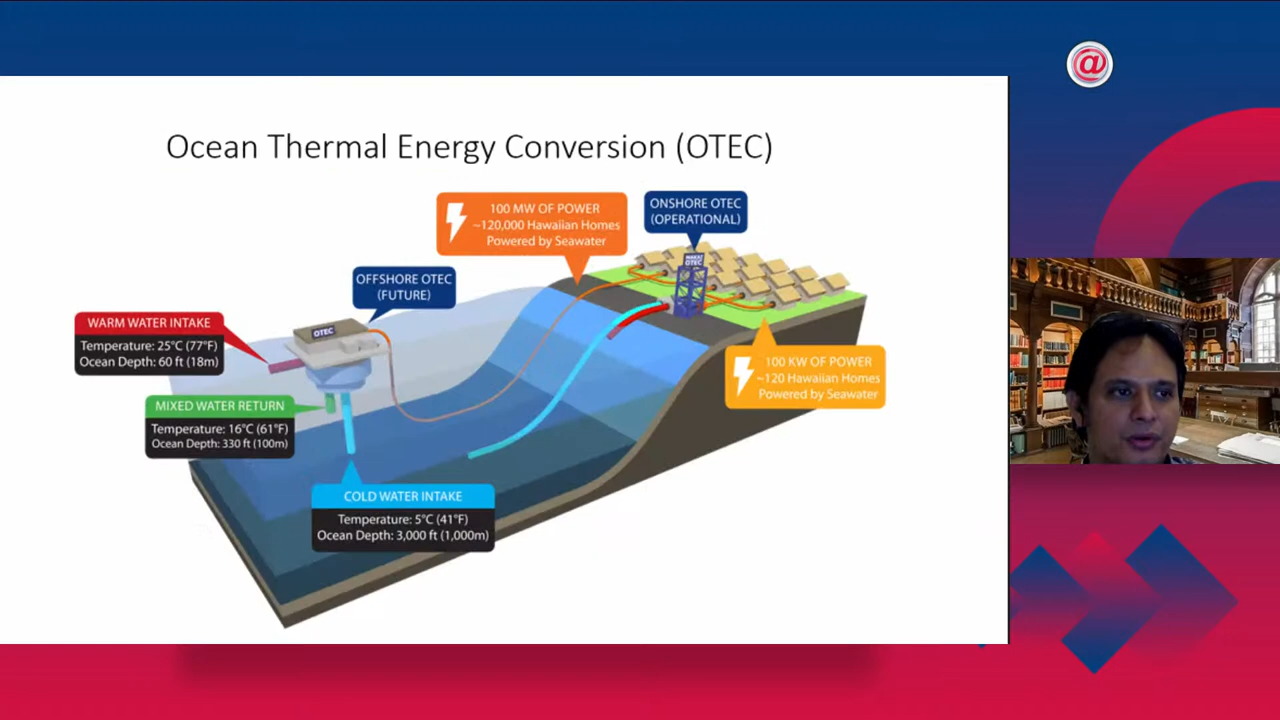 @
Ocean Thermal Energy Conversion (OTEC)
100 MW OF POWER
~120,000 Hawaiian Homes
Powered by Seawater
ONSHORE OTEC
(OPERATIONAL)
MAKAI
OTEC
OFFSHORE OTEC
(FUTURE)
OTEC
WARM WATER INTAKE
Temperature: 25°C (77°F)
Ocean Depth: 60 ft (18m)
100 KW OF POWER
~120 Hawaiian Homes
Powered by Seawater
MIXED WATER RETURN
Temperature: 16°C (61°F)
Ocean Depth: 330 ft (100m)
COLD WATER INTAKE
Temperature: 5°C (41°F)
Ocean Depth: 3,000 ft (1,000m)